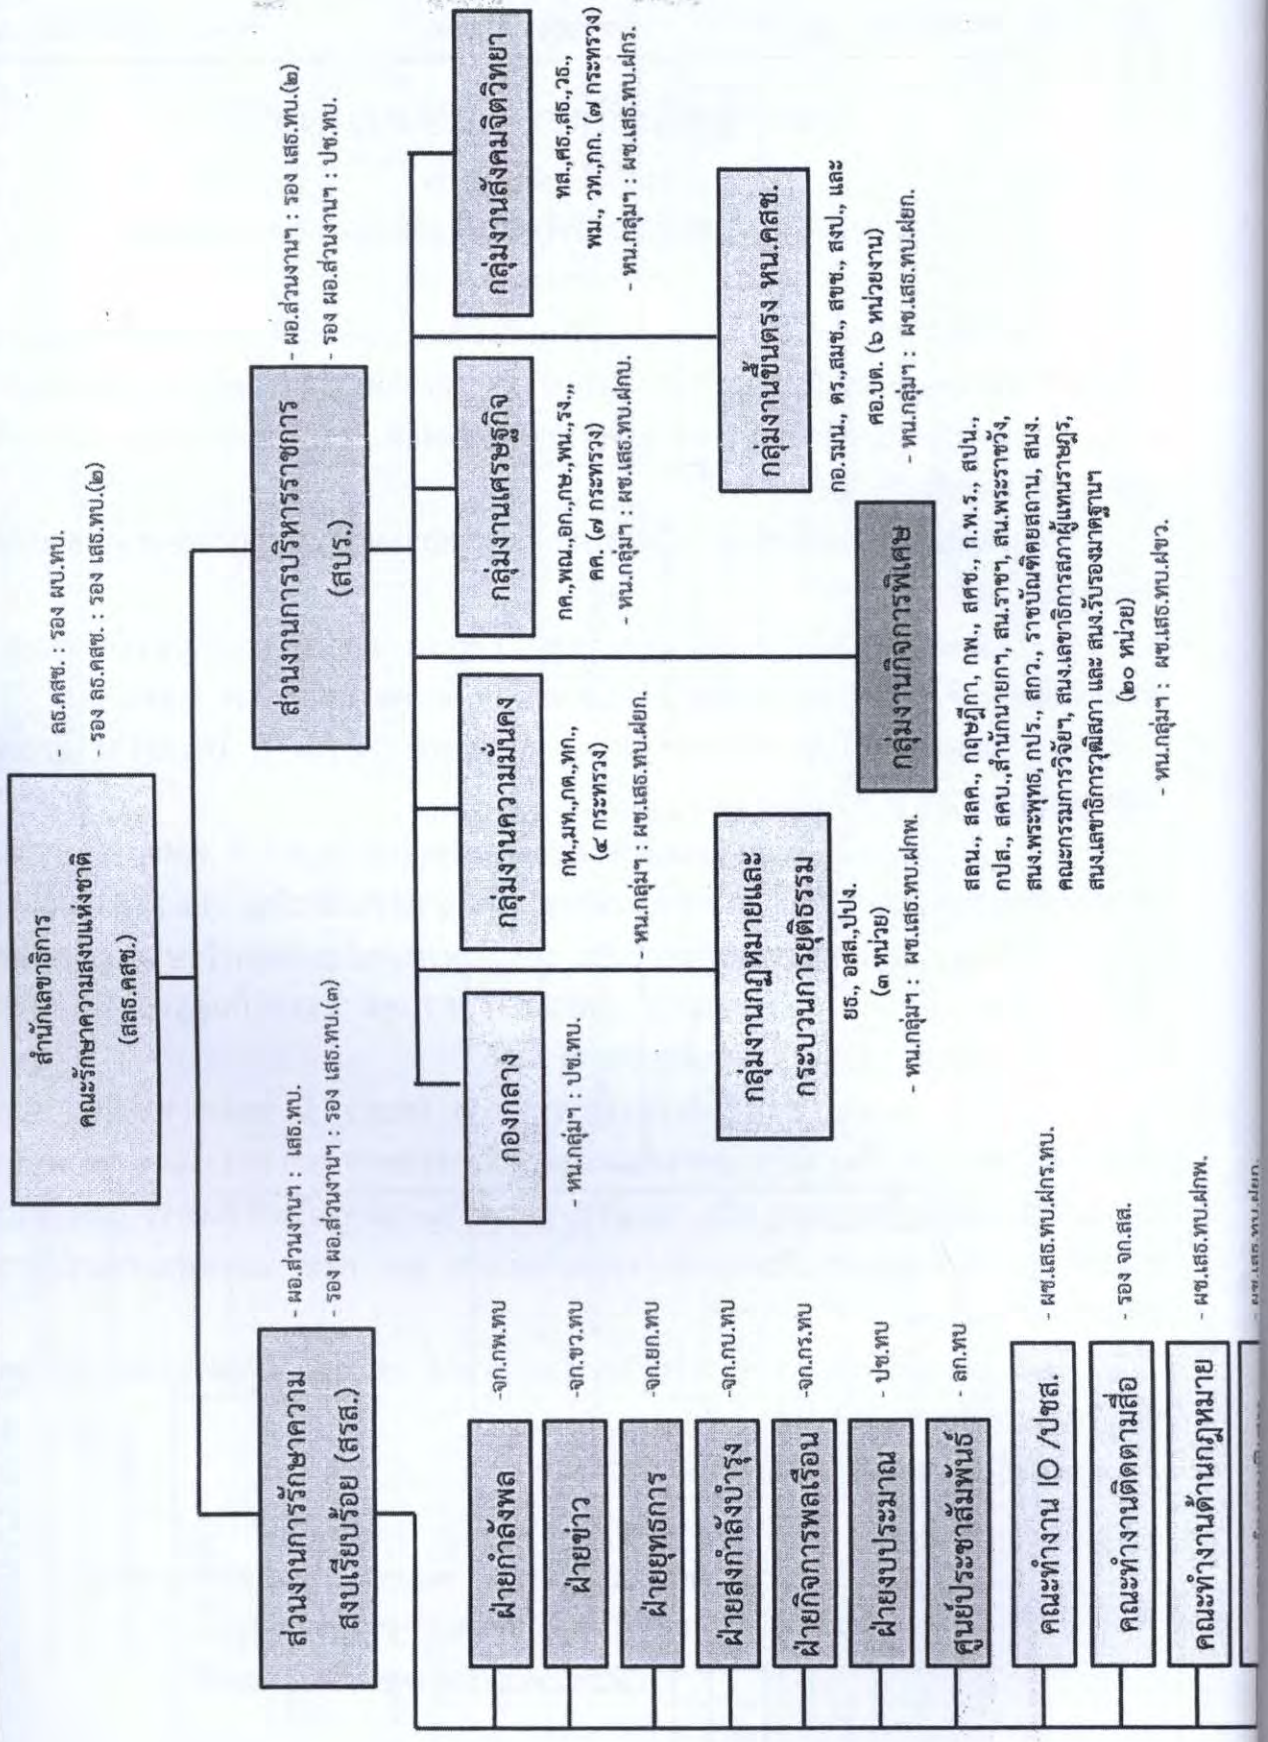 สำนักเลขาธิการ
คณะรักษาความสงบแห่งชาติ
(สลธ.คสช.)
- ลธ.คสช. : รอง ผบ.ทบ.
รอง ลธ.คสช. : รอง เสธ.ทบ.(๒)
ส่วนงานการรักษาความ
สงบเรียบร้อย (สรส.)
- ผอ.ส่วนงานฯ : เสธ.ทบ.
- รอง ผอ.ส่วนงานฯ : รอง เสธ.ทบ.(๓)
ส่วนงานการบริหารราชการ
(สบร.)
- ผอ.ส่วนงานฯ : รอง เสธ.ทบ.(๒)
- รอง ผอ.ส่วนงานฯ : ปช.ทบ.
ฝ่ายกำลังพล
-จก.กพ.ทบ
ฝ่ายข่าว
-จก.ขว.ทบ
ฝ่ายยุทธการ
-จก.ยก.ทบ
ฝ่ายส่งกำลังบำรุง
-จก.กบ.ทบ
ฝ่ายกิจการพลเรือน
-จก.กร.ทบ
ฝ่ายงบประมาณ
- ปช.ทบ
ศูนย์ประชาสัมพันธ์
- ลก.ทบ
คณะทำงาน IO /ปชส.
- ผช.เสธ.ทบ.ฝกร.ทบ.
คณะทำงานติดตามสื่อ
- รอง จก.สส.
คณะทำงานด้านกฎหมาย
- ผช.เสธ.ทบ.ฝกพ.
กองกลาง
- หน.กลุ่มฯ : ปช.ทบ.
กลุ่มงานความมั่นคง
กห.,มท.,กต.,ทก.,
(๔ กระทรวง)
- หน.กลุ่มฯ : ผช.เสธ.ทบ.ฝยก.
กลุ่มงานเศรษฐกิจ
กค.,พณ.,อก.,กษ.,พน.,รง.,,
คค. (๗ กระทรวง)
- หน.กลุ่มฯ : ผช.เสธ.ทบ.ฝกบ.
กลุ่มงานสังคมจิตวิทยา
ทส.,ศธ.,สธ.,วธ.,
พม., วท.,กก. (๗ กระทรวง)
- หน.กลุ่มฯ : ผช.เสธ.ทบ.ฝกร.
กลุ่มงานกฎหมายและ
กระบวนการยุติธรรม
ยธ., อสส.,ปปง.
(๓ หน่วย)
- หน.กลุ่มฯ : ผช.เสธ.ทบ.ฝกพ.
กลุ่มงานขึ้นตรง หน.คสช.
กอ.รมน., ตร.,สมช., สขช., สงป., และ
ศอ.บต. (๖ หน่วยงาน)
- หน.กลุ่มฯ : ผช.เสธ.ทบ.ฝยก.
กลุ่มงานกิจการพิเศษ
สลน., สลค., กฤษฎีกา, กพ., สศช., ก.พ.ร., สปน.,
กปส., สคบ.,สำนักนายกฯ, สน.ราชฯ, สน.พระราชวัง,
สนง.พระพุทธ, กปร., สกว., ราชบัณฑิตยสถาน, สนง.
คณะกรรมการวิจัยฯ, สนง.เลขาธิการสภาผู้แทนราษฎร,
สนง.เลขาธิการวุฒิสภา และ สนง.รับรองมาตรฐานฯ
(๒๐ หน่วย)
- หน.กลุ่มฯ : ผช.เสธ.ทบ.ฝขว.